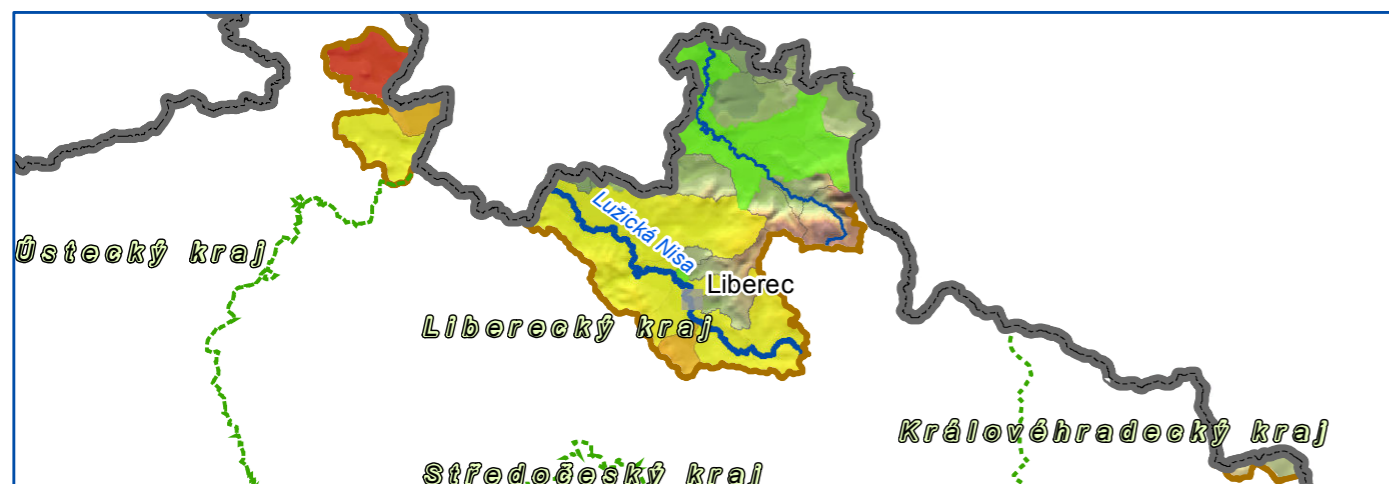 Lužická Nisa
Ústecký kraj
Liberec
Liberecký kraj
Královéhradecký kraj
Středočeský kraj